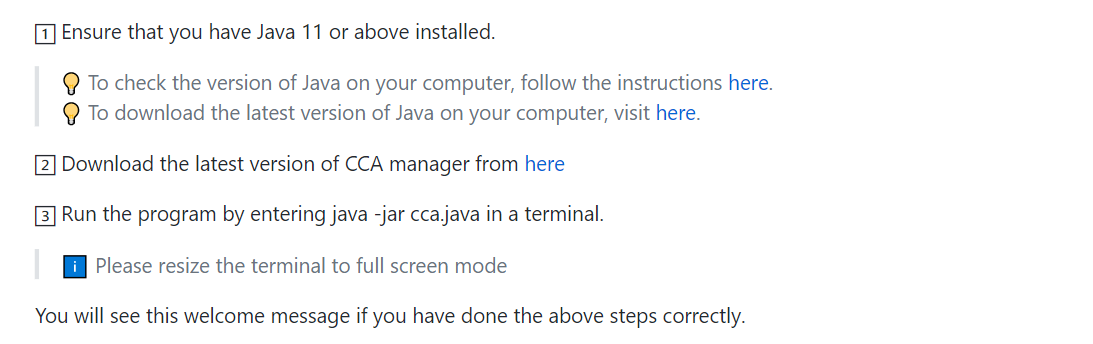 1 Ensure that you have Java 11 or above installed.
💡 To check the version of Java on your computer, follow the instructions here.
💡 To download the latest version of Java on your computer, visit here.
2 Download the latest version of CCA manager from here
3 Run the program by entering java -jar cca.java in a terminal.
i Please resize the terminal to full screen mode
You will see this welcome message if you have done the above steps correctly.